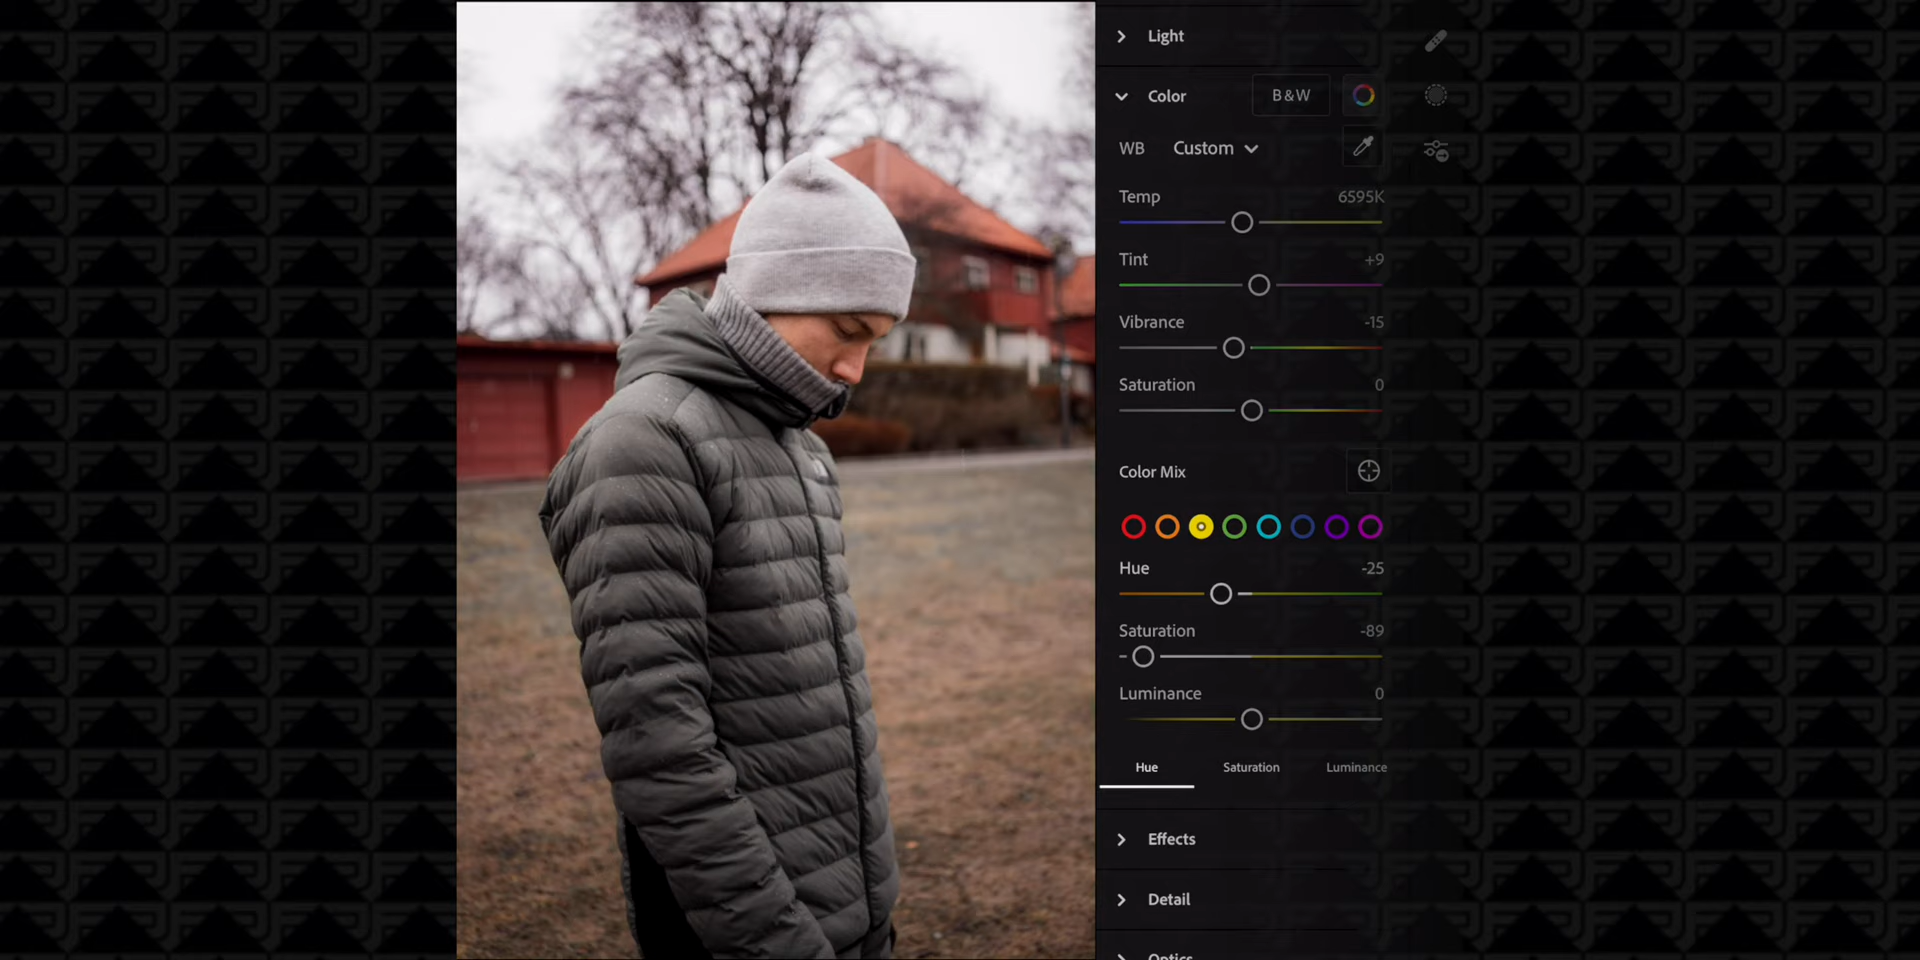 Light
Color B&W
WB Custom
Temp 6595K
Tint +9
Vibrance -15
Saturation 0
Color Mix
Hue -25
Saturation -89
Luminance 0
Hue Saturation Luminance
Effects
Detail
Optics